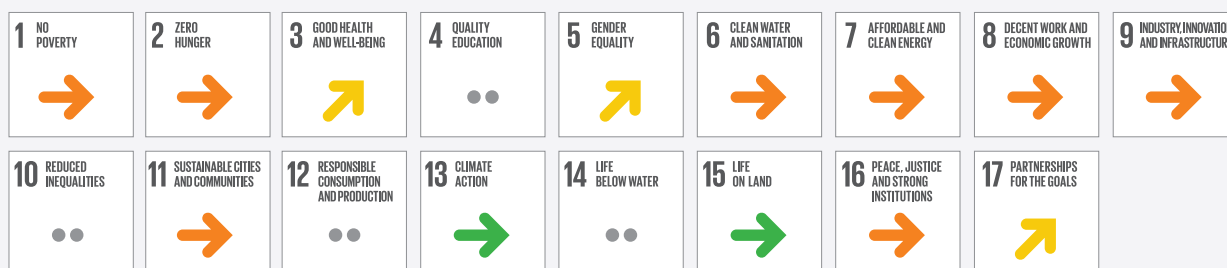 1 NO
POVERTY
2 ZERO
HUNGER
3 GOOD HEALTH
AND WELL-BEING
4 QUALITY
EDUCATION
5 GENDER
EQUALITY
6 CLEAN WATER
AND SANITATION
7 AFFORDABLE AND
CLEAN ENERGY
8 DECENT WORK AND
ECONOMIC GROWTH
9 INDUSTRY, INNOVATIO
AND INFRASTRUCTUR
10 REDUCED
INEQUALITIES
11 SUSTAINABLE CITIES
AND COMMUNITIES
12 RESPONSIBLE
CONSUMPTION
AND PRODUCTION
13 CLIMATE
ACTION
14 LIFE
BELOW WATER
15 LIFE
ON LAND
16 PEACE, JUSTICE
AND STRONG
INSTITUTIONS
17 PARTNERSHIPS
FOR THE GOALS